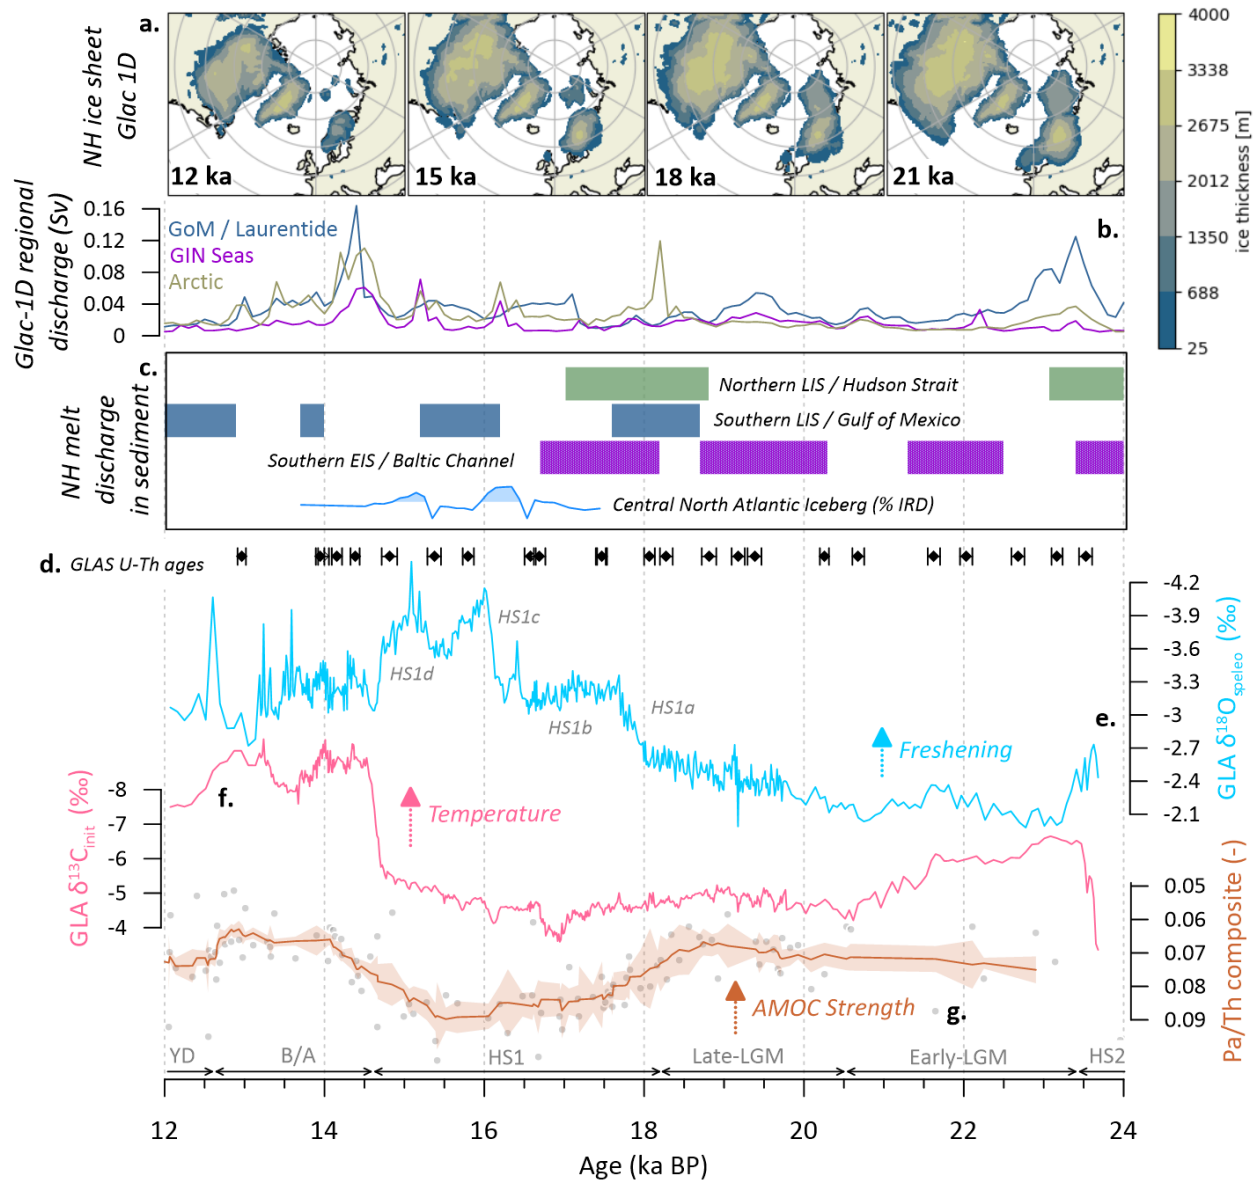 a.
NH ice sheet
Glac 1D
12 ka
15 ka
18 ka
21 ka
4000
3338
2675
2012
1350
688
25
ice thickness [m]
b.
Glac-1D regional
discharge (Sv)
0.16
0.12
0.08
0.04
0
GoM / Laurentide
GIN Seas
Arctic
c.
NH melt
discharge
in sediment
Northern LIS / Hudson Strait
Southern LIS / Gulf of Mexico
Southern EIS / Baltic Channel
Central North Atlantic Iceberg (% IRD)
d. GLAS U-Th ages
-4.2
-3.9
-3.6
-3.3
-3
-2.7
-2.4
-2.1
GLA δ18Ospeleo (‰)
HS1c
HS1d
HS1a
HS1b
e.
Freshening
f.
-8
-7
-6
-5
-4
GLA δ13Cinit (‰)
Temperature
0.05
0.06
0.07
0.08
0.09
Pa/Th composite (-)
AMOC Strength
g.
YD
B/A
HS1
Late-LGM
Early-LGM
HS2
12
14
16
18
20
22
24
Age (ka BP)